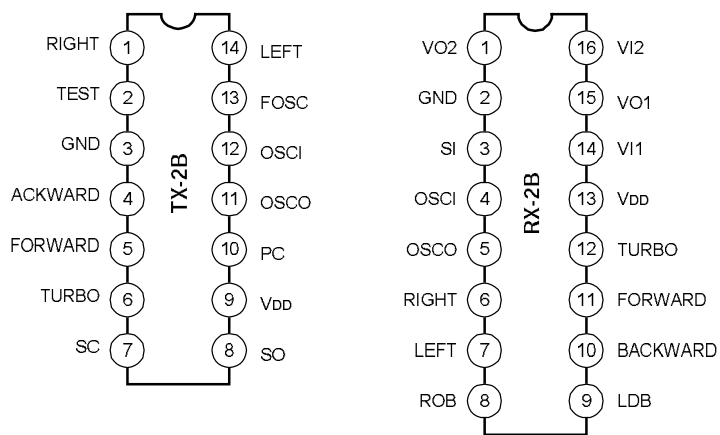 RIGHT 1 14 LEFT
TEST 2 13 FOSC
GND 3 12 OSCI
ACKWARD 4 11 OSCO
FORWARD 5 10 PC
TURBO 6 9 VDD
SC 7 8 SO
TX-2B
VO2 1 16 VI2
GND 2 15 VO1
SI 3 14 VI1
OSCI 4 13 VDD
OSCO 5 12 TURBO
RIGHT 6 11 FORWARD
LEFT 7 10 BACKWARD
ROB 8 9 LDB
RX-2B